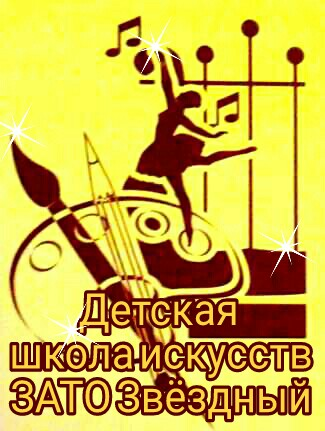 Детская
школа искусств
ЗАТО Звёздный